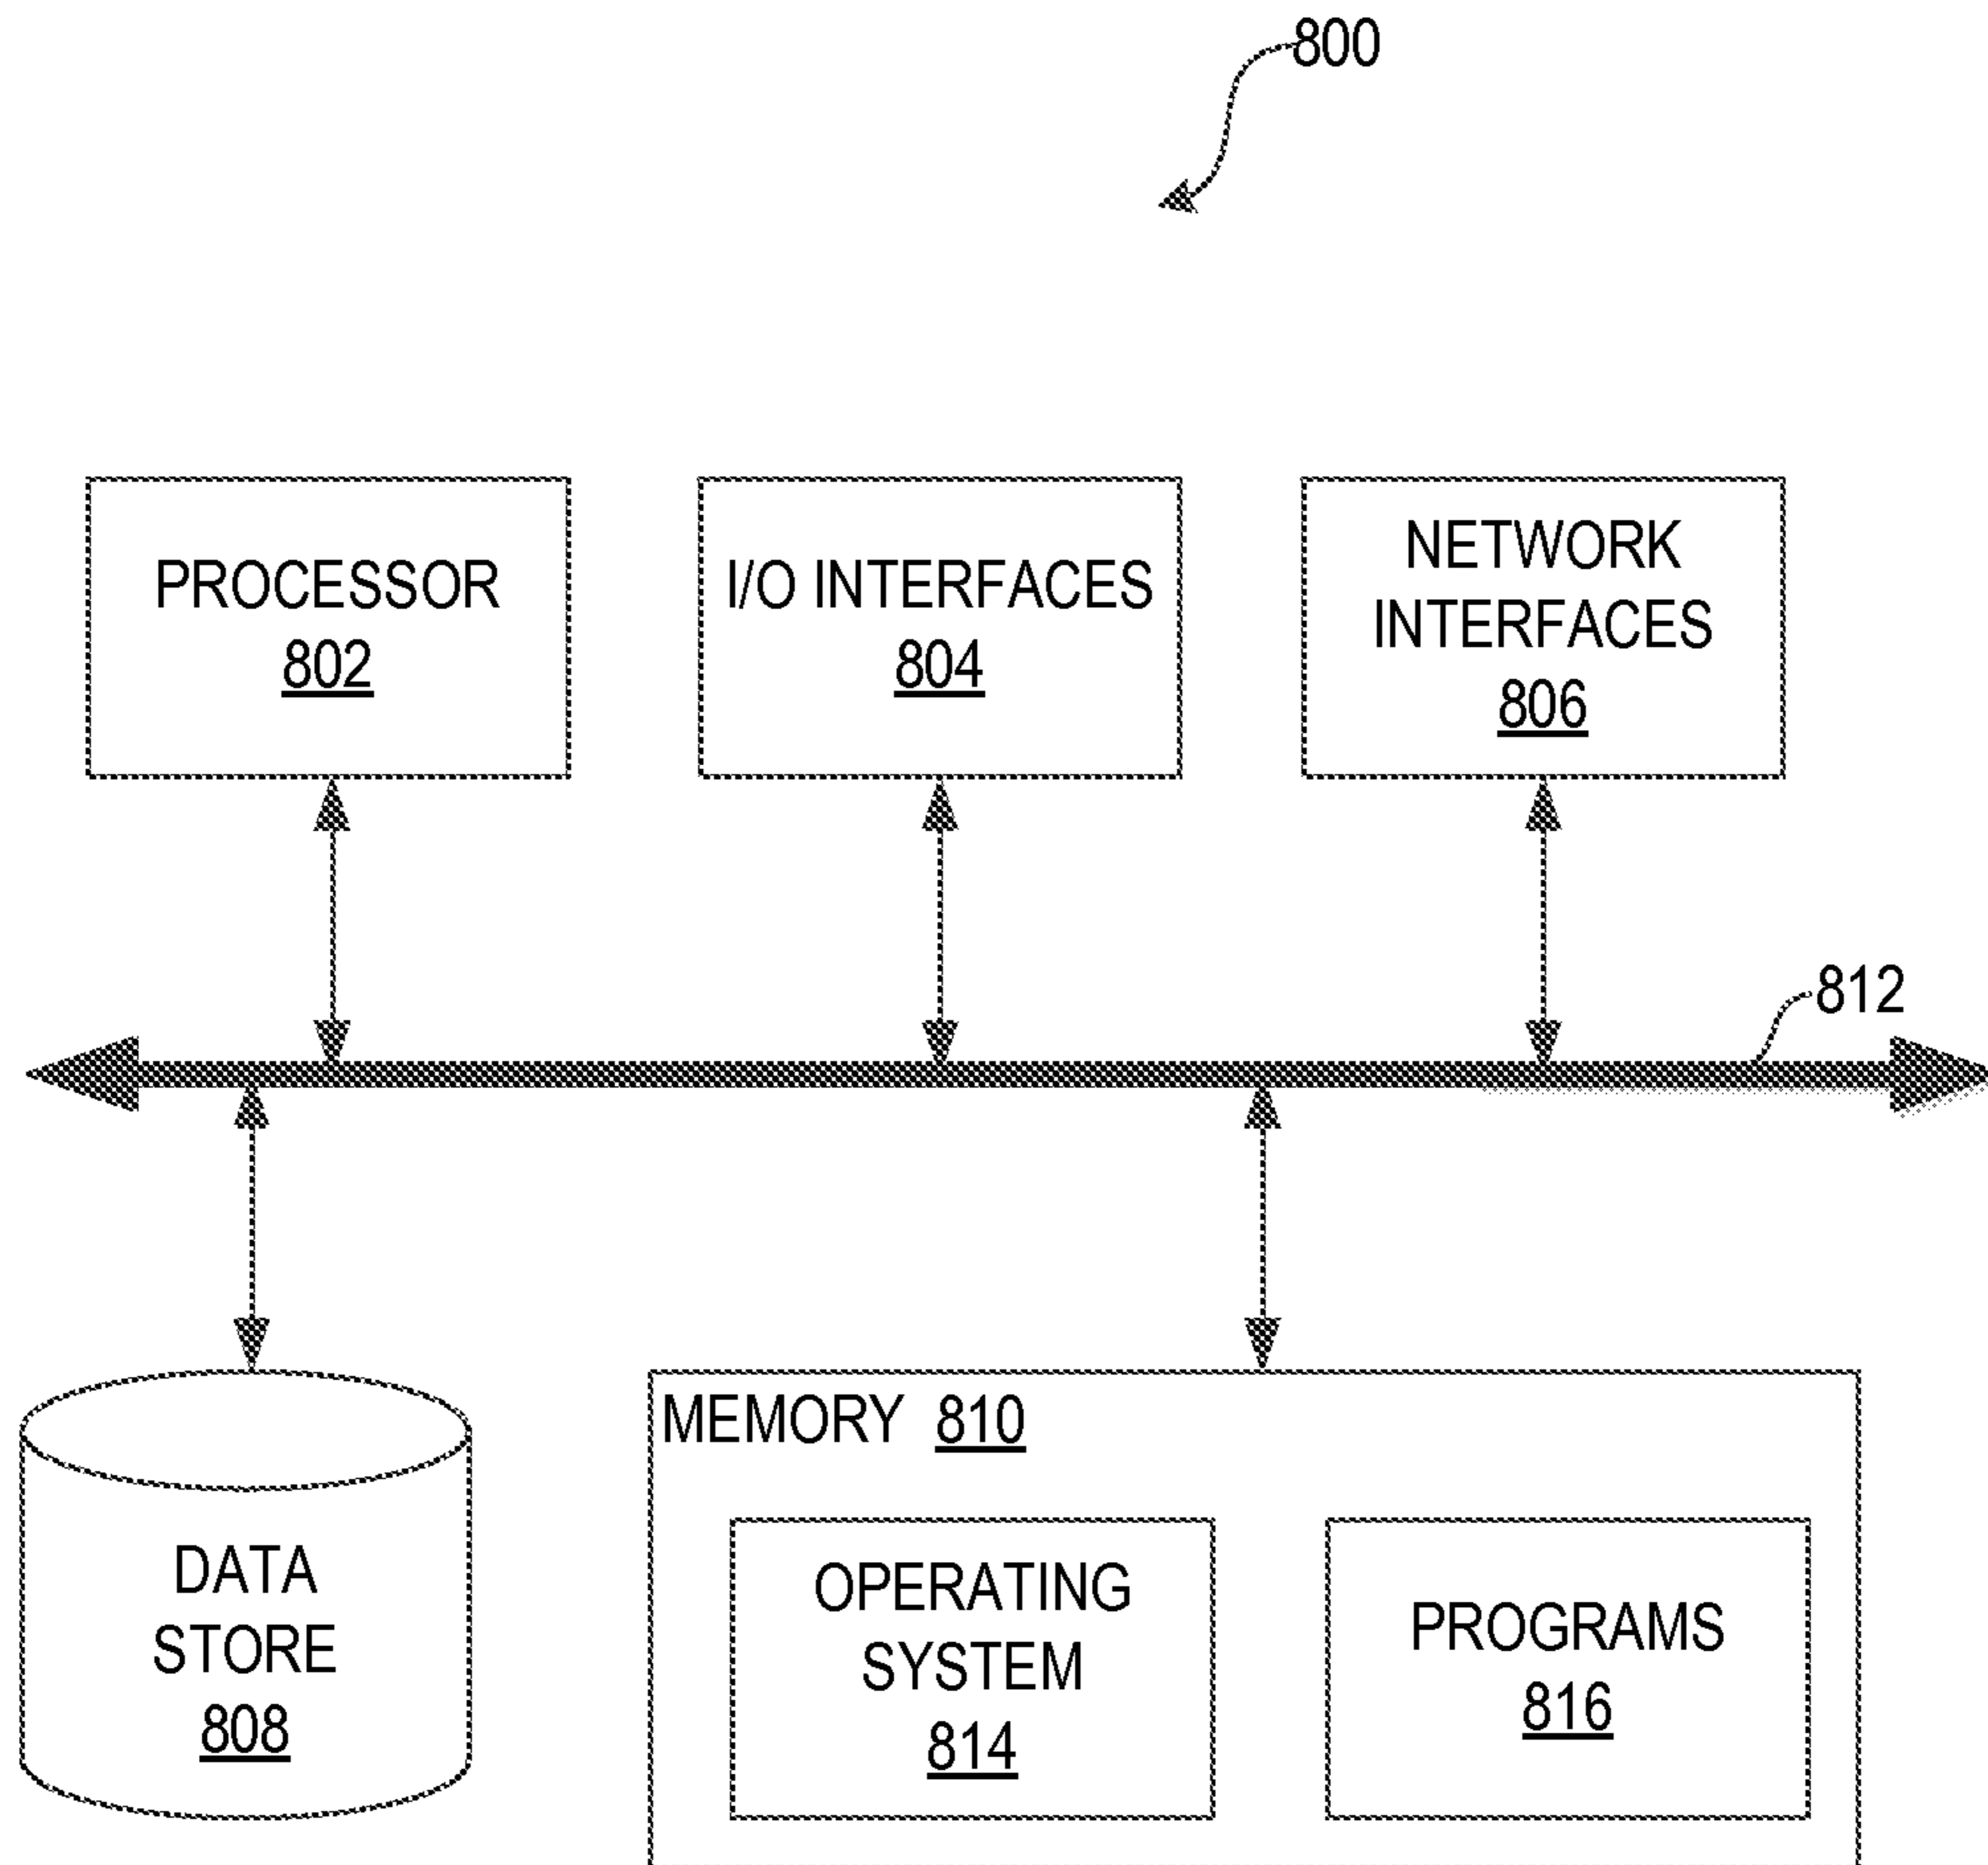 800
PROCESSOR
802
I/O INTERFACES
804
NETWORK
INTERFACES
806
812
DATA
STORE
808
MEMORY 810
OPERATING
SYSTEM
814
PROGRAMS
816